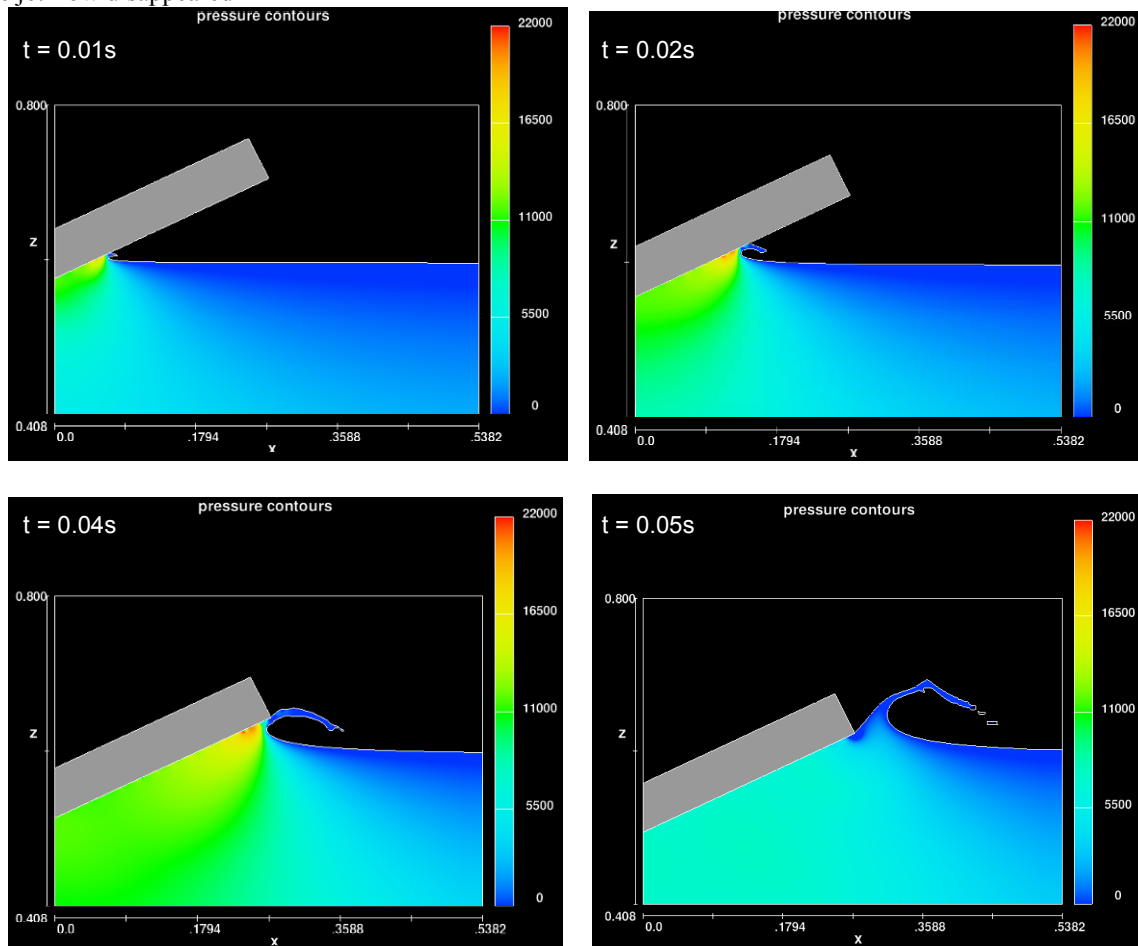 jet flow disappeared
pressure contours
t = 0.01s
22000
16500
11000
5500
0
0.800
Z
0.408
0.0
.1794
.3588
.5382
x
pressure contours
t = 0.02s
22000
16500
11000
5500
0
0.800
Z
0.408
0.0
.1794
.3588
.5382
x
pressure contours
t = 0.04s
22000
16500
11000
5500
0
0.800
Z
0.408
0.0
.1794
.3588
.5382
x
pressure contours
t = 0.05s
22000
16500
11000
5500
0
0.800
Z
0.408
0.0
.1794
.3588
.5382
x